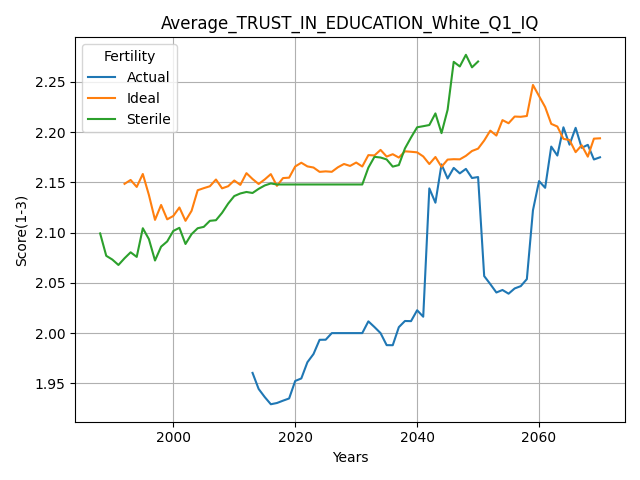 Average_TRUST_IN_EDUCATION_White_Q1_IQ
Fertility
Actual
Ideal
Sterile
Score(1-3)
2.25
2.20
2.15
2.10
2.05
2.00
1.95
2000 2020 2040 2060
Years